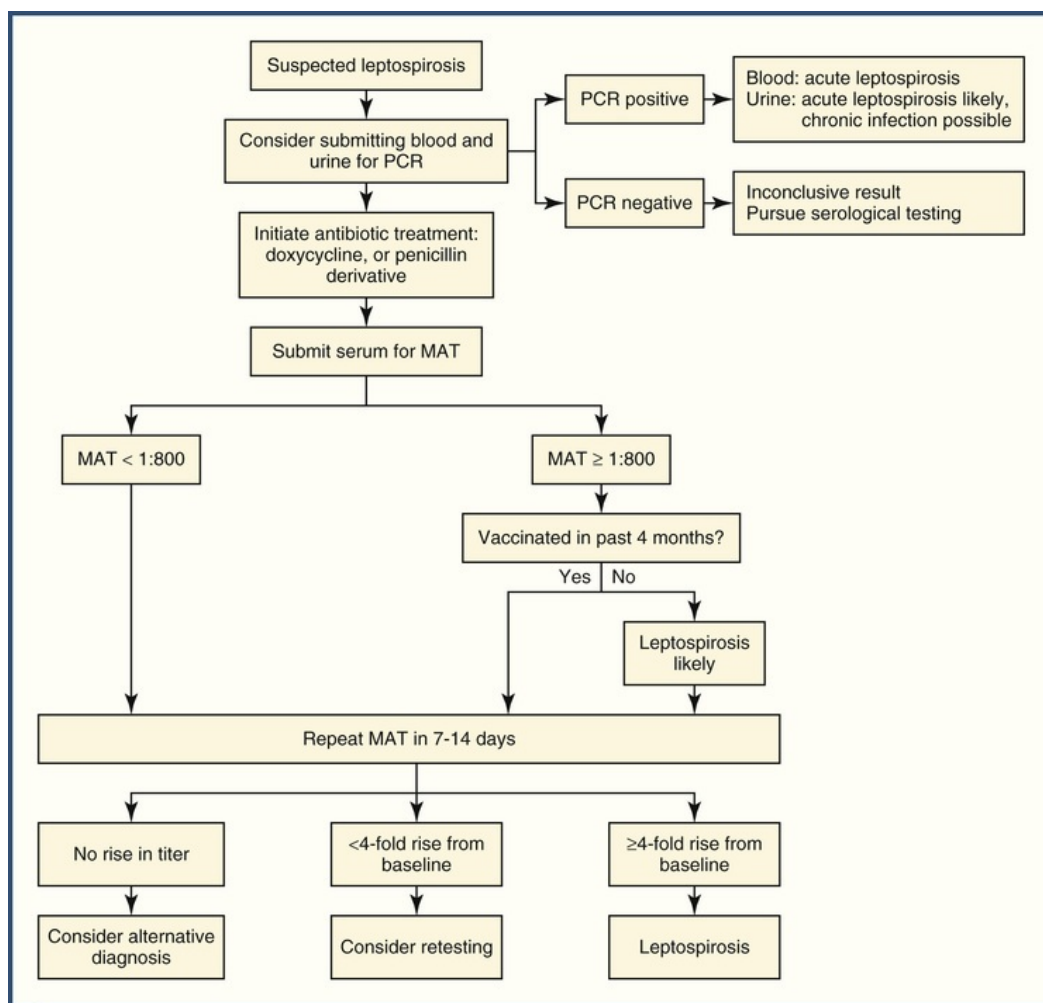 Suspected leptospirosis
Consider submitting blood and
urine for PCR
PCR positive
Blood: acute leptospirosis
Urine: acute leptospirosis likely,
chronic infection possible
PCR negative
Inconclusive result
Pursue serological testing
Initiate antibiotic treatment:
doxycycline, or penicillin
derivative
Submit serum for MAT
MAT < 1:800
MAT ≥ 1:800
Vaccinated in past 4 months?
Yes
No
Leptospirosis
likely
Repeat MAT in 7-14 days
No rise in titer
<4-fold rise from
baseline
≥4-fold rise from
baseline
Consider alternative
diagnosis
Consider retesting
Leptospirosis